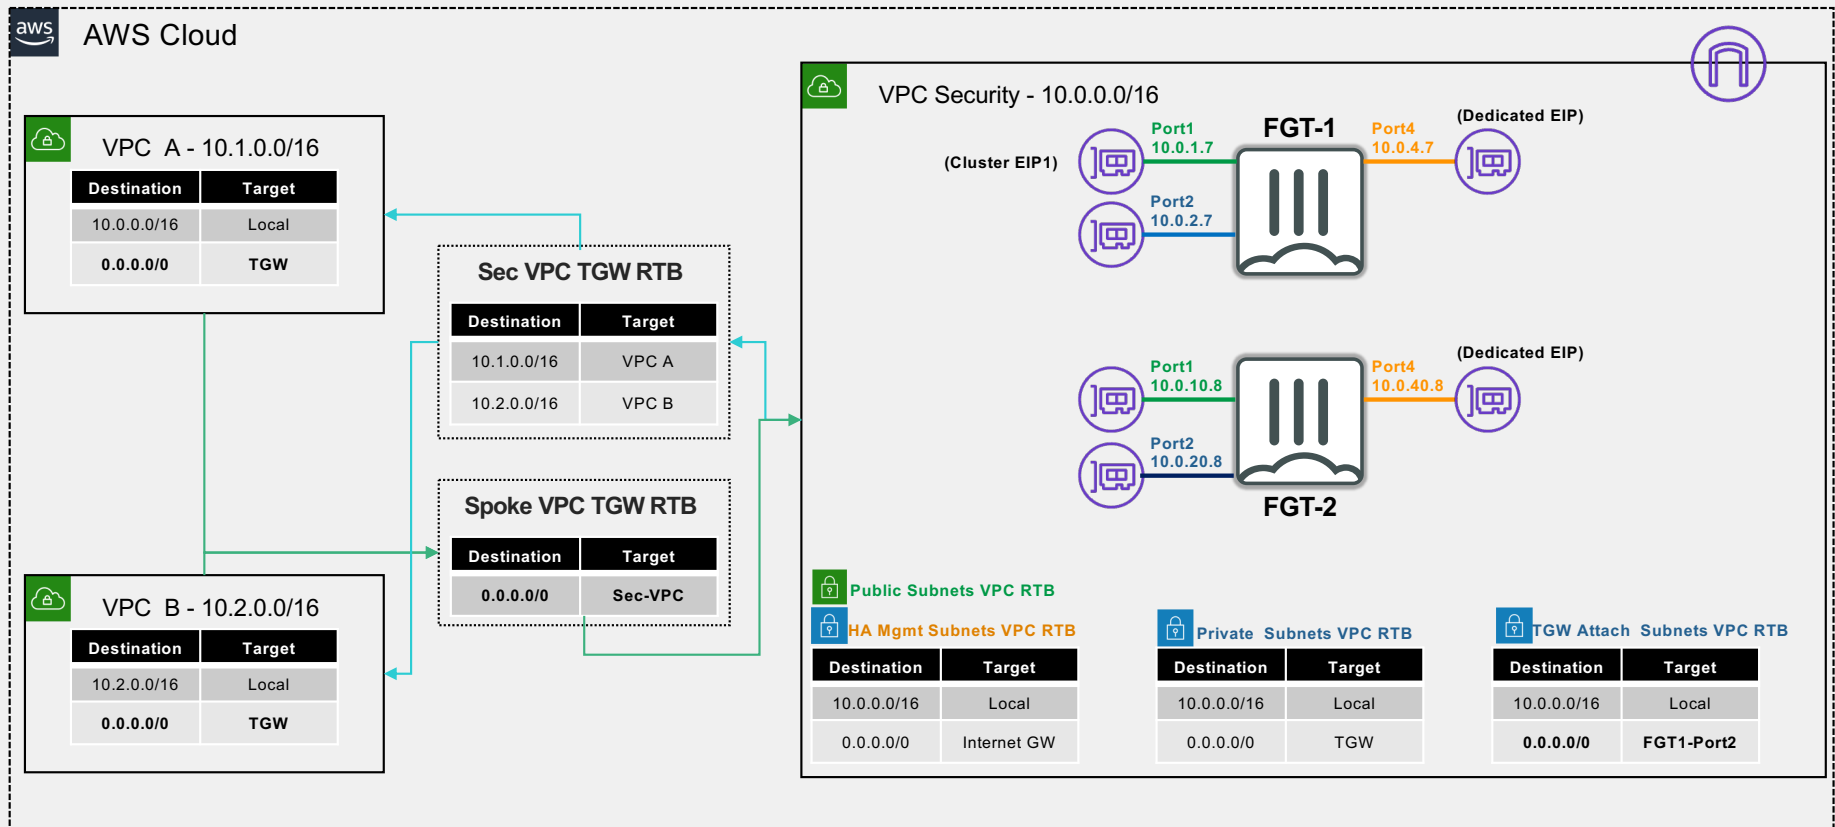 aws
AWS Cloud
VPC A - 10.1.0.0/16
Destination Target
10.0.0.0/16 Local
0.0.0.0/0 TGW
VPC B - 10.2.0.0/16
Destination Target
10.2.0.0/16 Local
0.0.0.0/0 TGW
Sec VPC TGW RTB
Destination Target
10.1.0.0/16 VPC A
10.2.0.0/16 VPC B
Spoke VPC TGW RTB
Destination Target
0.0.0.0/0 Sec-VPC
VPC Security - 10.0.0.0/16
(Cluster EIP1)
Port1
10.0.1.7
Port2
10.0.2.7
FGT-1
Port4
10.0.4.7
(Dedicated EIP)
Port1
10.0.10.8
Port2
10.0.20.8
FGT-2
Port4
10.0.40.8
(Dedicated EIP)
Public Subnets VPC RTB
HA Mgmt Subnets VPC RTB
Destination Target
10.0.0.0/16 Local
0.0.0.0/0 Internet GW
Private Subnets VPC RTB
Destination Target
10.0.0.0/16 Local
0.0.0.0/0 TGW
TGW Attach Subnets VPC RTB
Destination Target
10.0.0.0/16 Local
0.0.0.0/0 FGT1-Port2